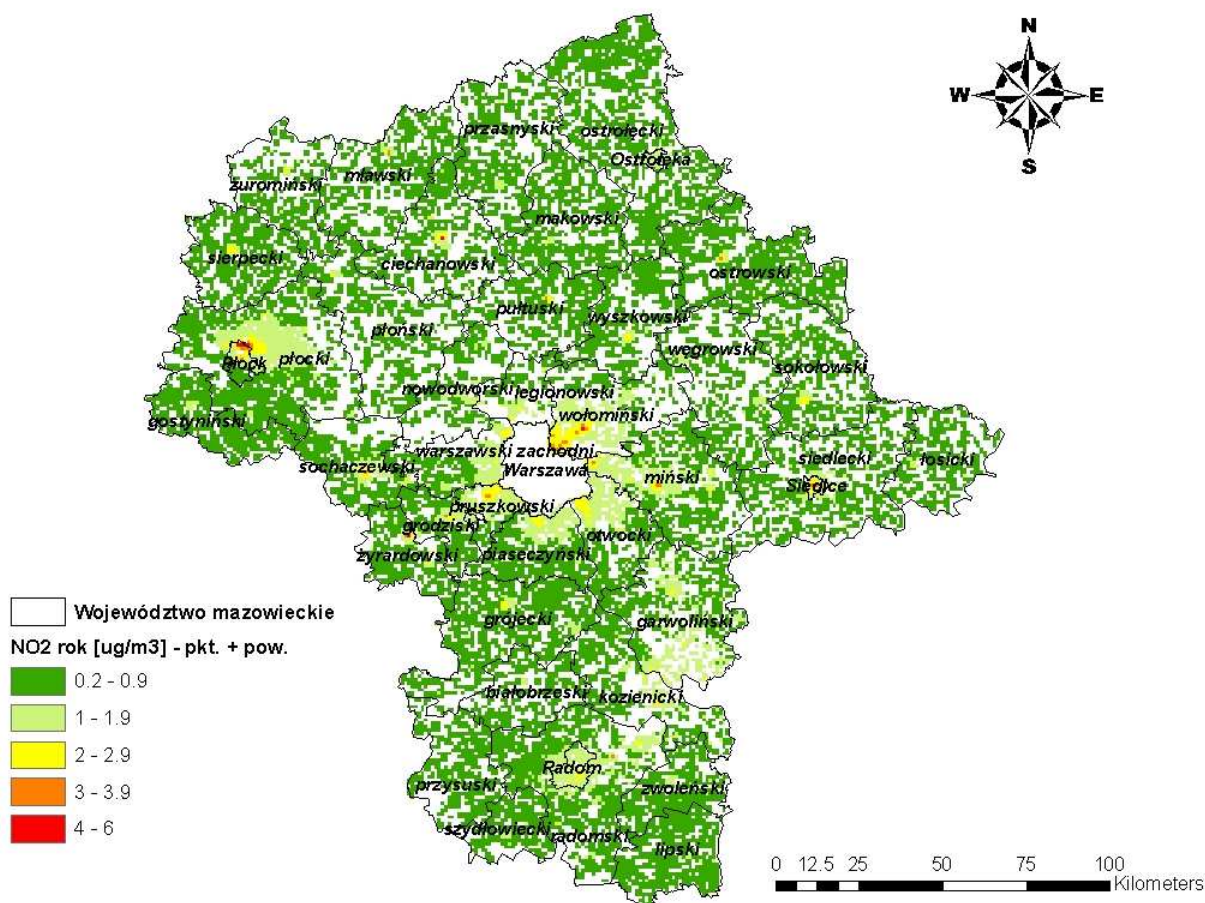 N
W E
S
przasnyski
ostrołęcki
Ostrołęka
żuromiński
mławski
makowski
sierpecki
ciechanowski
ostrowski
pułtuski
wyszkowski
płoński
węgrowski
Płock
płocki
sokołowski
nowodworski
legionowski
gostyniński
wołomiński
warszawski zachodni
sochaczewski
Warszawa
miński
siedlecki
łosicki
Siedlce
pruszkowski
grodziski
otwocki
żyrardowski
piaseczyński
grójecki
garwoliński
Województwo mazowieckie
NO2 rok [ug/m3] - pkt. + pow.
0.2 - 0.9
1 - 1.9
2 - 2.9
3 - 3.9
4 - 6
białobrzeski
kozienicki
Radom
przysuski
zwoleński
szydłowiecki
radomski
lipski
0 12.5 25 50 75 100
Kilometers